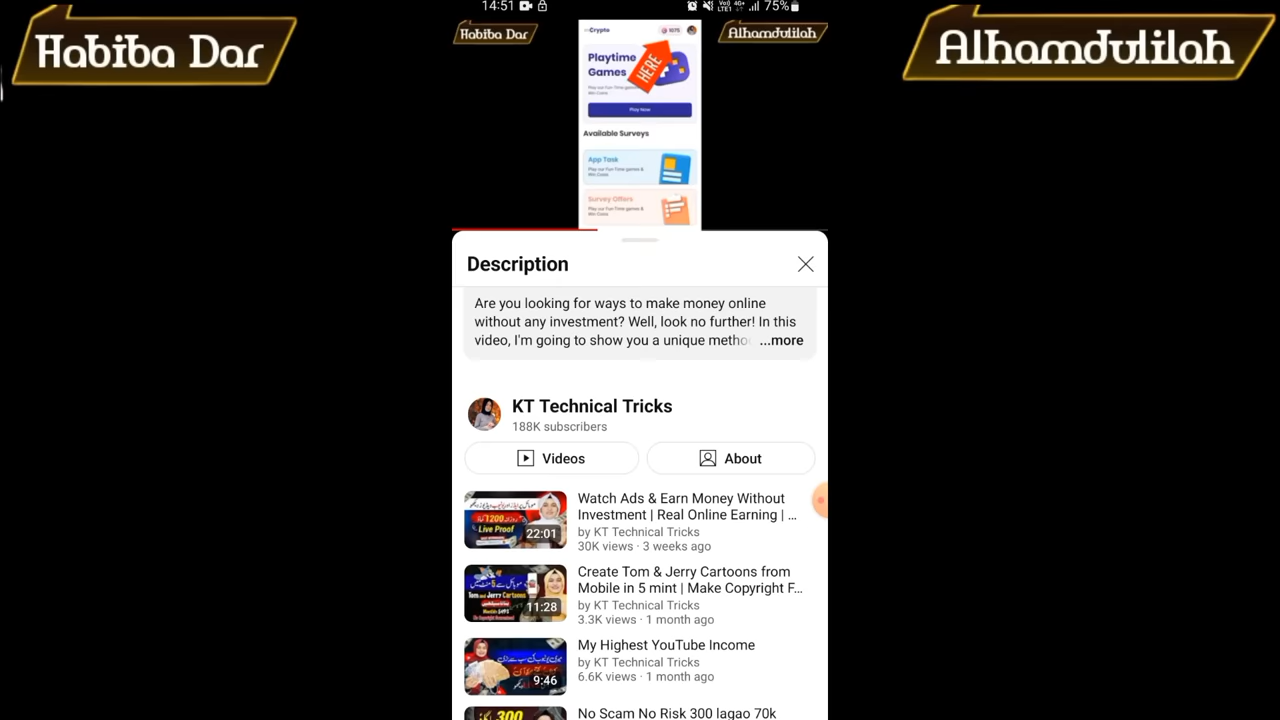 Habiba Dar
Alhamdulilah
14:51
75%
Habiba Dar
Alhamdulilah
Crypto
Playtime
Games
HERE
Play Now
Available Surveys
App Task
Survey Offers
Description
Are you looking for ways to make money online
without any investment? Well, look no further! In this
video, I'm going to show you a unique metho ...more
KT Technical Tricks
188K subscribers
Videos
About
Watch Ads & Earn Money Without
Investment | Real Online Earning | ...
by KT Technical Tricks
30K views · 3 weeks ago
1200
Live Proof
22:01
Create Tom & Jerry Cartoons from
Mobile in 5 mint | Make Copyright F...
by KT Technical Tricks
3.3K views · 1 month ago
Tom and Jerry Cartoons
11:28
My Highest YouTube Income
by KT Technical Tricks
6.6K views · 1 month ago
9:46
No Scam No Risk 300 lagao 70k
300